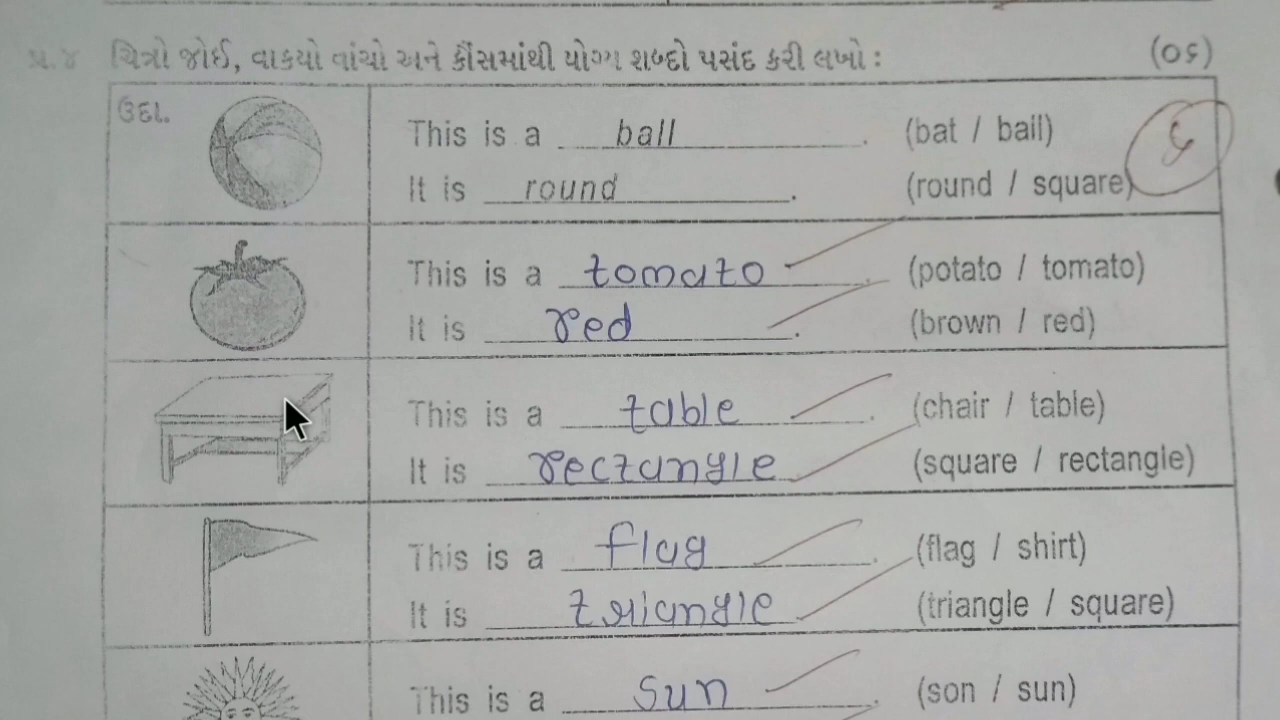 પ્ર.૪ ચિત્રો જોઈ, વાકયો વાંચો અને કૌંસમાંથી યોગ્ય શબ્દો પસંદ કરી લખો : (૦૬)
ઉદા.
This is a ball. (bat / ball)
It is round. (round / square)
૬
This is a tomato. (potato / tomato)
It is red. (brown / red)
This is a table. (chair / table)
It is rectangle. (square / rectangle)
This is a flag. (flag / shirt)
It is triangle. (triangle / square)
This is a sun. (son / sun)